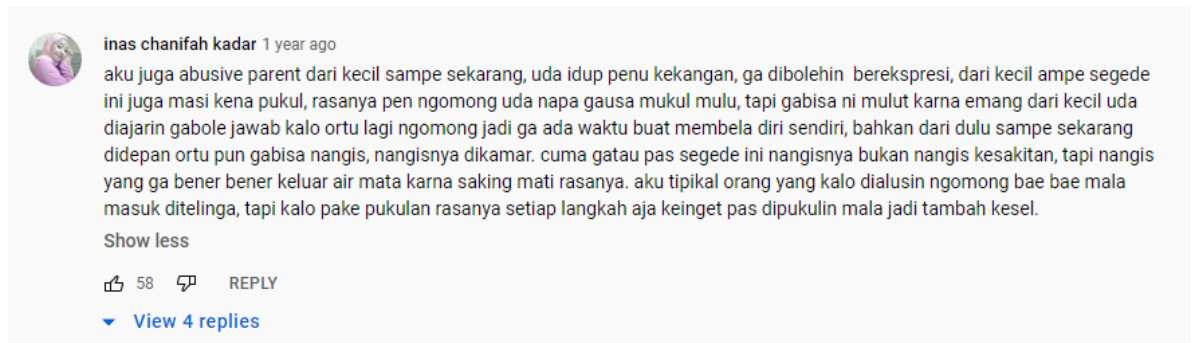 inas chanifah kadar 1 year ago
aku juga abusive parent dari kecil sampe sekarang, uda idup penu kekangan, ga dibolehin berekspresi, dari kecil ampe segede
ini juga masi kena pukul, rasanya pen ngomong uda napa gausa mukul mulu, tapi gabisa ni mulut karna emang dari kecil uda
diajarin gabole jawab kalo ortu lagi ngomong jadi ga ada waktu buat membela diri sendiri, bahkan dari dulu sampe sekarang
didepan ortu pun gabisa nangis, nangisnya dikamar. cuma gatau pas segede ini nangisnya bukan nangis kesakitan, tapi nangis
yang ga bener bener keluar air mata karna saking mati rasanya. aku tipikal orang yang kalo dialusin ngomong bae bae mala
masuk ditelinga, tapi kalo pake pukulan rasanya setiap langkah aja keinget pas dipukulin mala jadi tambah kesel.
Show less
58 REPLY
View 4 replies